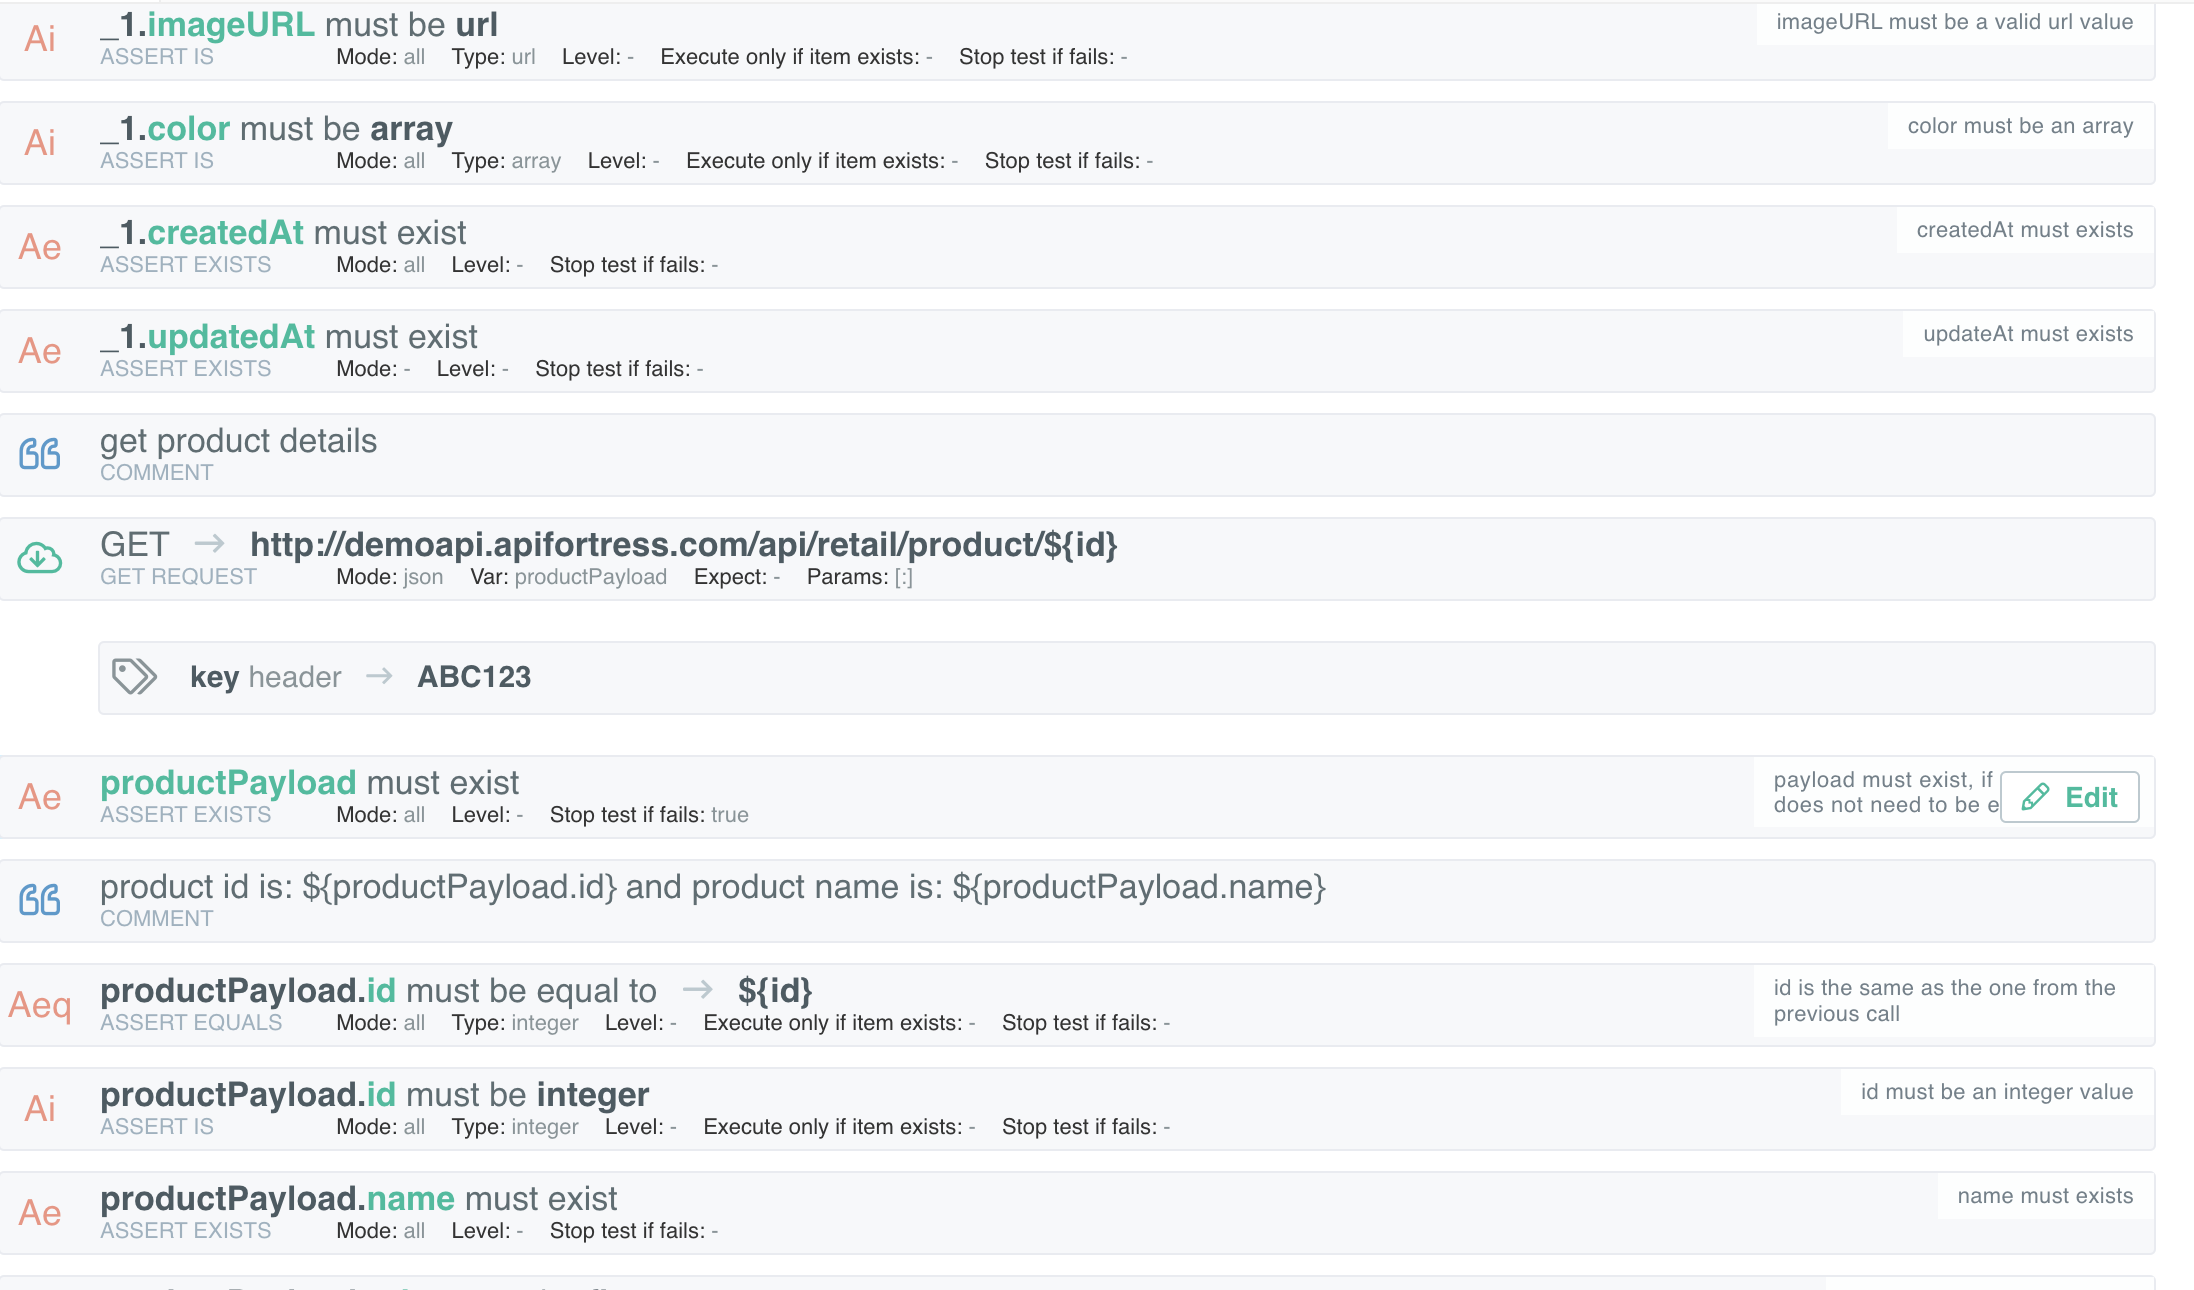 Ai
_1.imageURL must be url
ASSERT IS Mode: all Type: url Level: - Execute only if item exists: - Stop test if fails: -
imageURL must be a valid url value
Ai
_1.color must be array
ASSERT IS Mode: all Type: array Level: - Execute only if item exists: - Stop test if fails: -
color must be an array
Ae
_1.createdAt must exist
ASSERT EXISTS Mode: all Level: - Stop test if fails: -
createdAt must exists
Ae
_1.updatedAt must exist
ASSERT EXISTS Mode: - Level: - Stop test if fails: -
updateAt must exists
get product details
COMMENT
GET → http://demoapi.apifortress.com/api/retail/product/${id}
GET REQUEST Mode: json Var: productPayload Expect: - Params: [:]
key header → ABC123
Ae
productPayload must exist
ASSERT EXISTS Mode: all Level: - Stop test if fails: true
payload must exist, if
does not need to be e
Edit
product id is: ${productPayload.id} and product name is: ${productPayload.name}
COMMENT
Aeq
productPayload.id must be equal to → ${id}
ASSERT EQUALS Mode: all Type: integer Level: - Execute only if item exists: - Stop test if fails: -
id is the same as the one from the
previous call
Ai
productPayload.id must be integer
ASSERT IS Mode: all Type: integer Level: - Execute only if item exists: - Stop test if fails: -
id must be an integer value
Ae
productPayload.name must exist
ASSERT EXISTS Mode: all Level: - Stop test if fails: -
name must exists